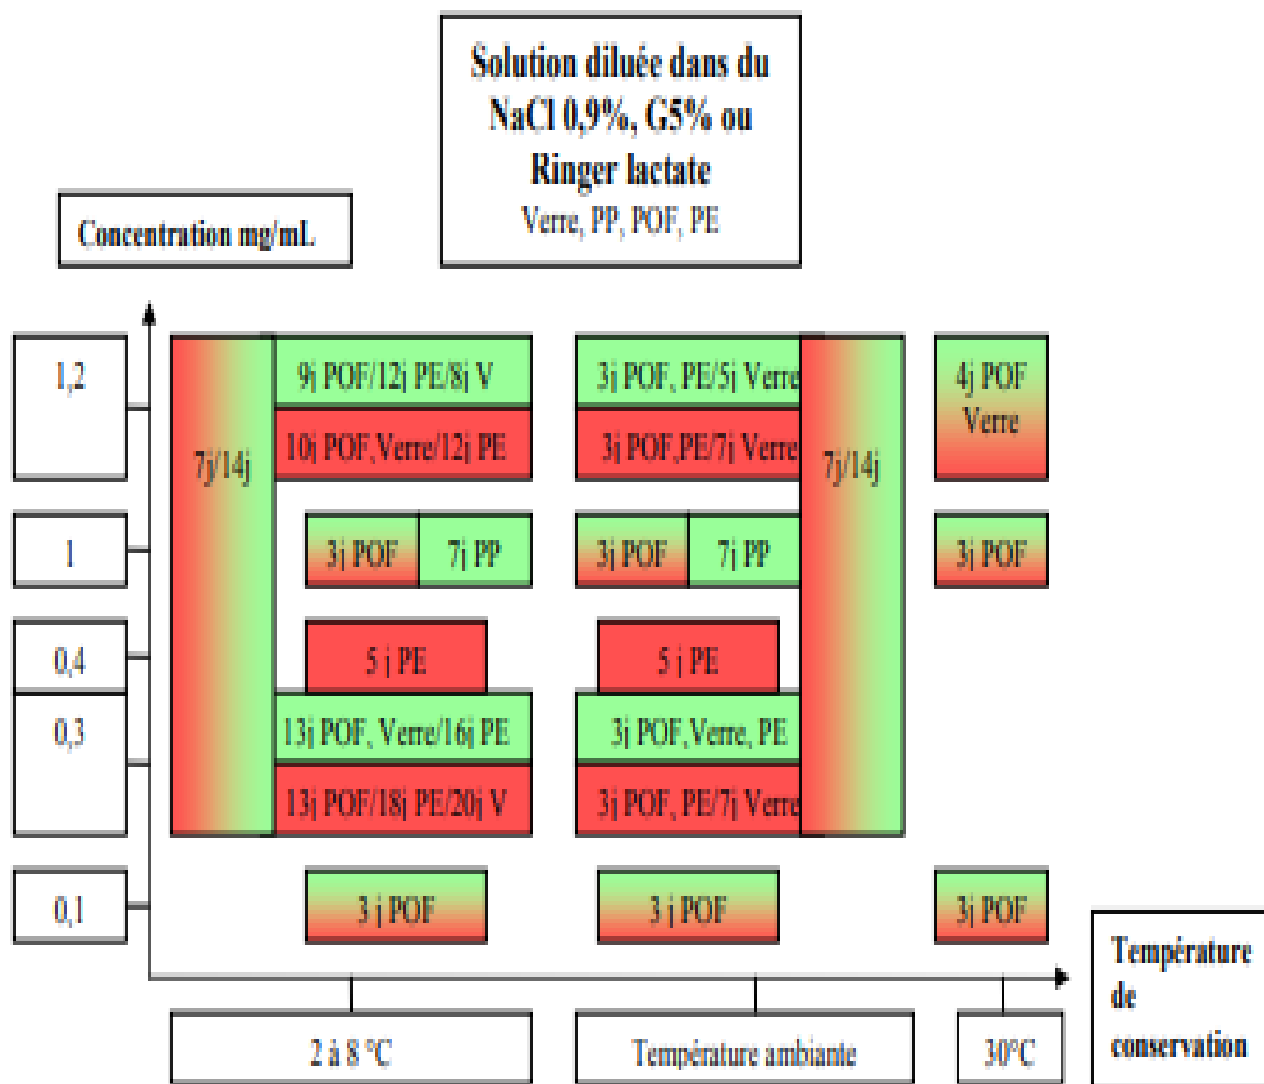 Solution diluée dans du
NaCl 0,9%, G5% ou
Ringer lactate
Verre, PP, POF, PE
Concentration mg/mL
1,2
7j/14j
9j POF/12j PE/8j V
3j POF, PE/5j Verre
7j/14j
4j POF
Verre
10j POF,Verre/12j PE
3j POF,PE/7j Verre
1
3j POF
7j PP
3j POF
7j PP
3j POF
0,4
5 j PE
5 j PE
0,3
13j POF, Verre/16j PE
3j POF,Verre, PE
13j POF/18j PE/20j V
3j POF, PE/7j Verre
0,1
3 j POF
3 j POF
3j POF
Température
de
conservation
2 à 8 °C
Température ambiante
30°C